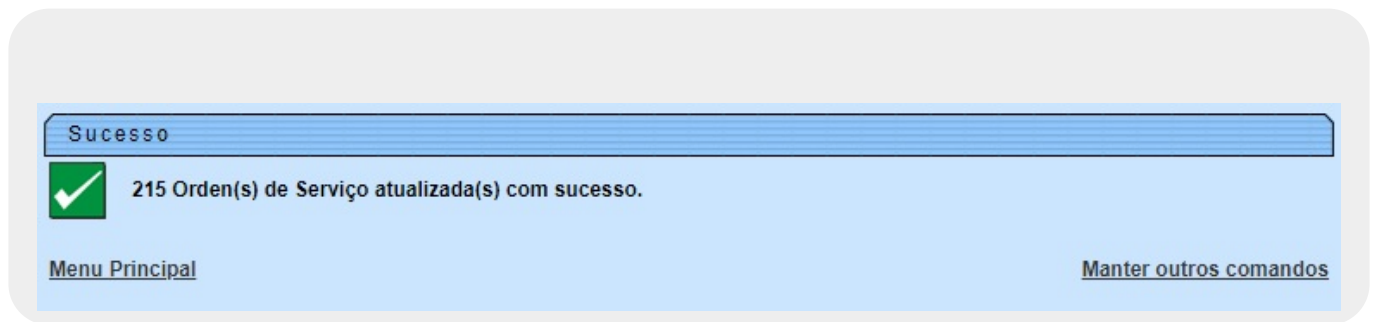 Sucesso
215 Orden(s) de Serviço atualizada(s) com sucesso.
Menu Principal
Manter outros comandos